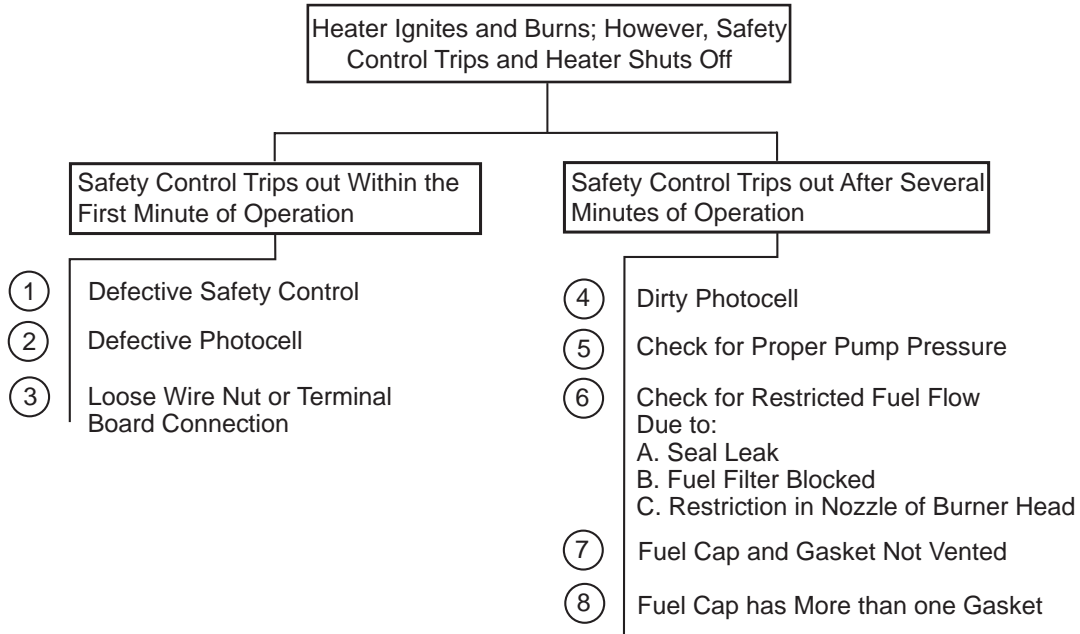 Heater Ignites and Burns; However, Safety
Control Trips and Heater Shuts Off
Safety Control Trips out Within the
First Minute of Operation
1 Defective Safety Control
2 Defective Photocell
3 Loose Wire Nut or Terminal
Board Connection
Safety Control Trips out After Several
Minutes of Operation
4 Dirty Photocell
5 Check for Proper Pump Pressure
6 Check for Restricted Fuel Flow
Due to:
A. Seal Leak
B. Fuel Filter Blocked
C. Restriction in Nozzle of Burner Head
7 Fuel Cap and Gasket Not Vented
8 Fuel Cap has More than one Gasket